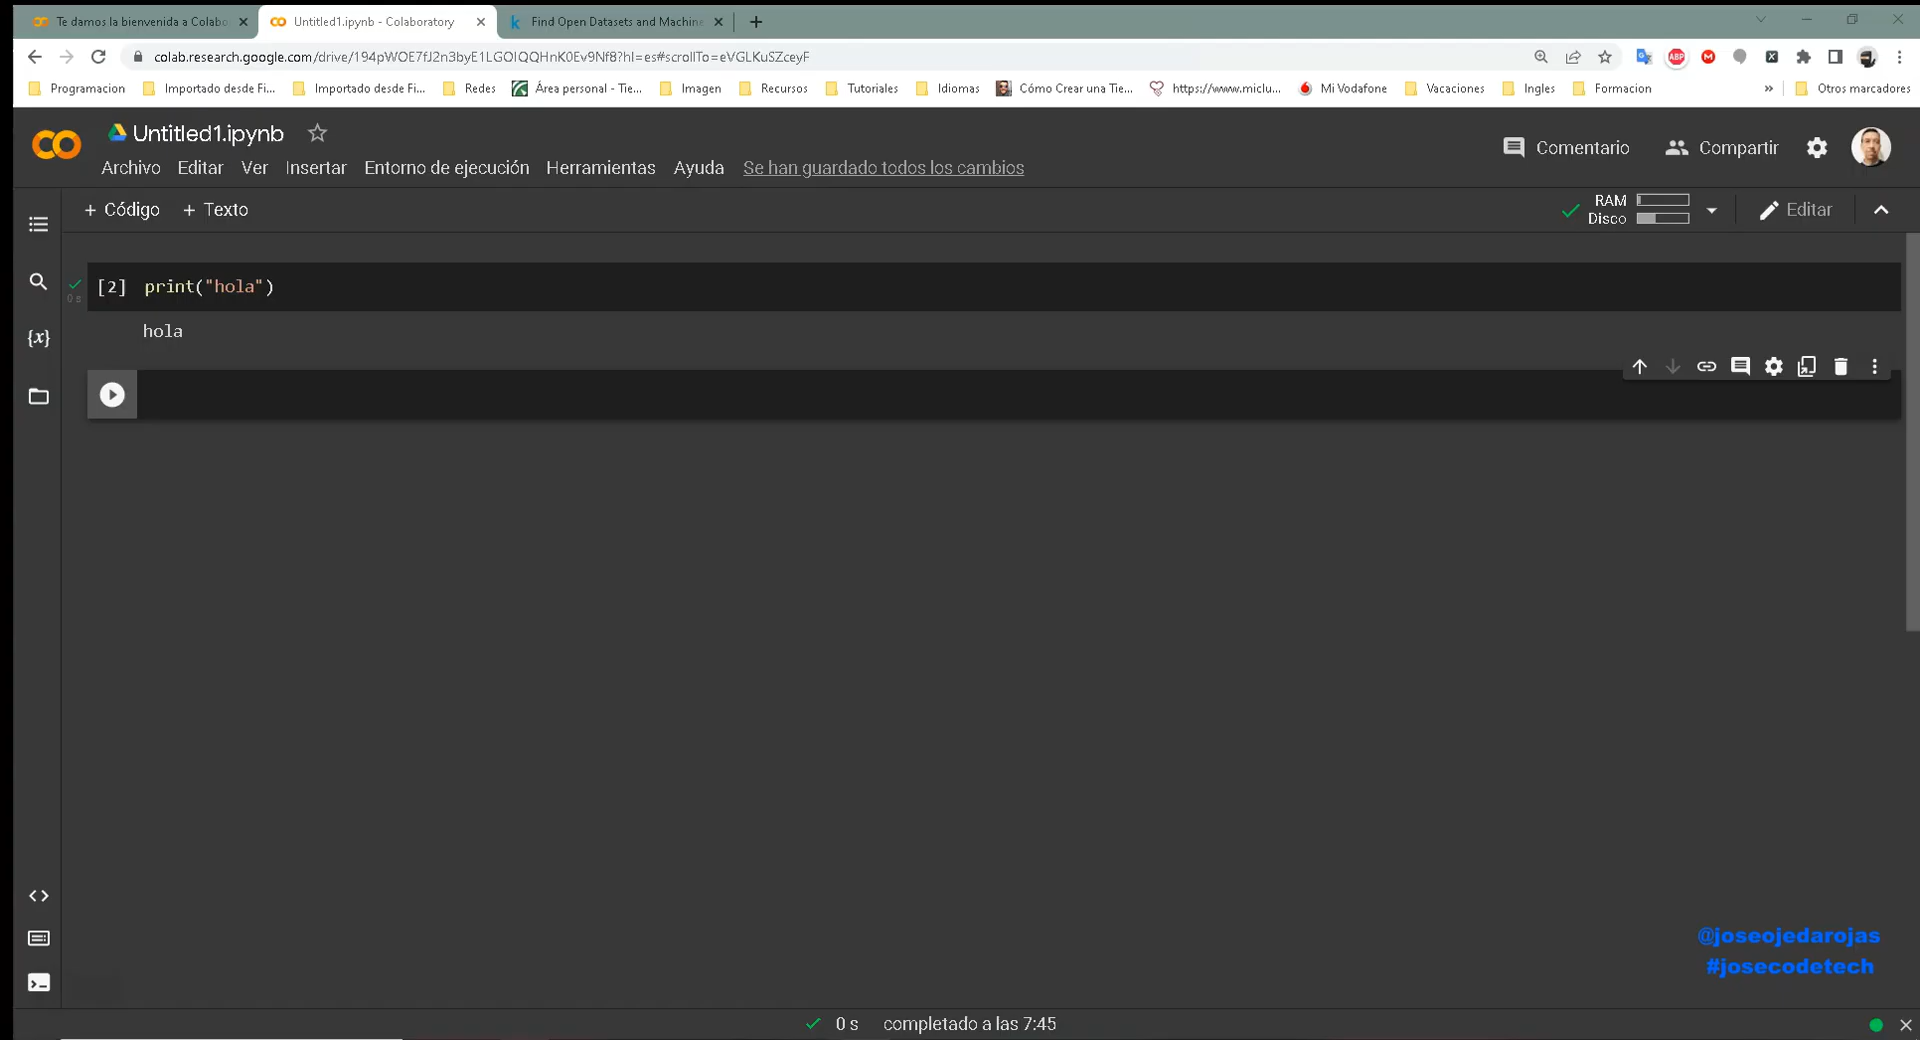 Te damos la bienvenida a Colabo
Untitled1.ipynb - Colaboratory
Find Open Datasets and Machine
colab.research.google.com/drive/194pWOE7fJ2n3byE1LGOIQQHnK0Ev9Nf8?hl=es#scrollTo=eVGLKuSZceyF
Programacion
Importado desde Fi...
Importado desde Fi...
Redes
Área personal - Tie...
Imagen
Recursos
Tutoriales
Idiomas
Cómo Crear una Tie...
https://www.miclu...
Mi Vodafone
Vacaciones
Ingles
Formacion
»
Otros marcadores
Untitled1.ipynb
Comentario
Compartir
Archivo Editar Ver Insertar Entorno de ejecución Herramientas Ayuda Se han guardado todos los cambios
+ Código + Texto
RAM
Disco
Editar
[2] print("hola")
0 s
hola
{x}
@joseojedarojas
#josecodetech
0 s completado a las 7:45